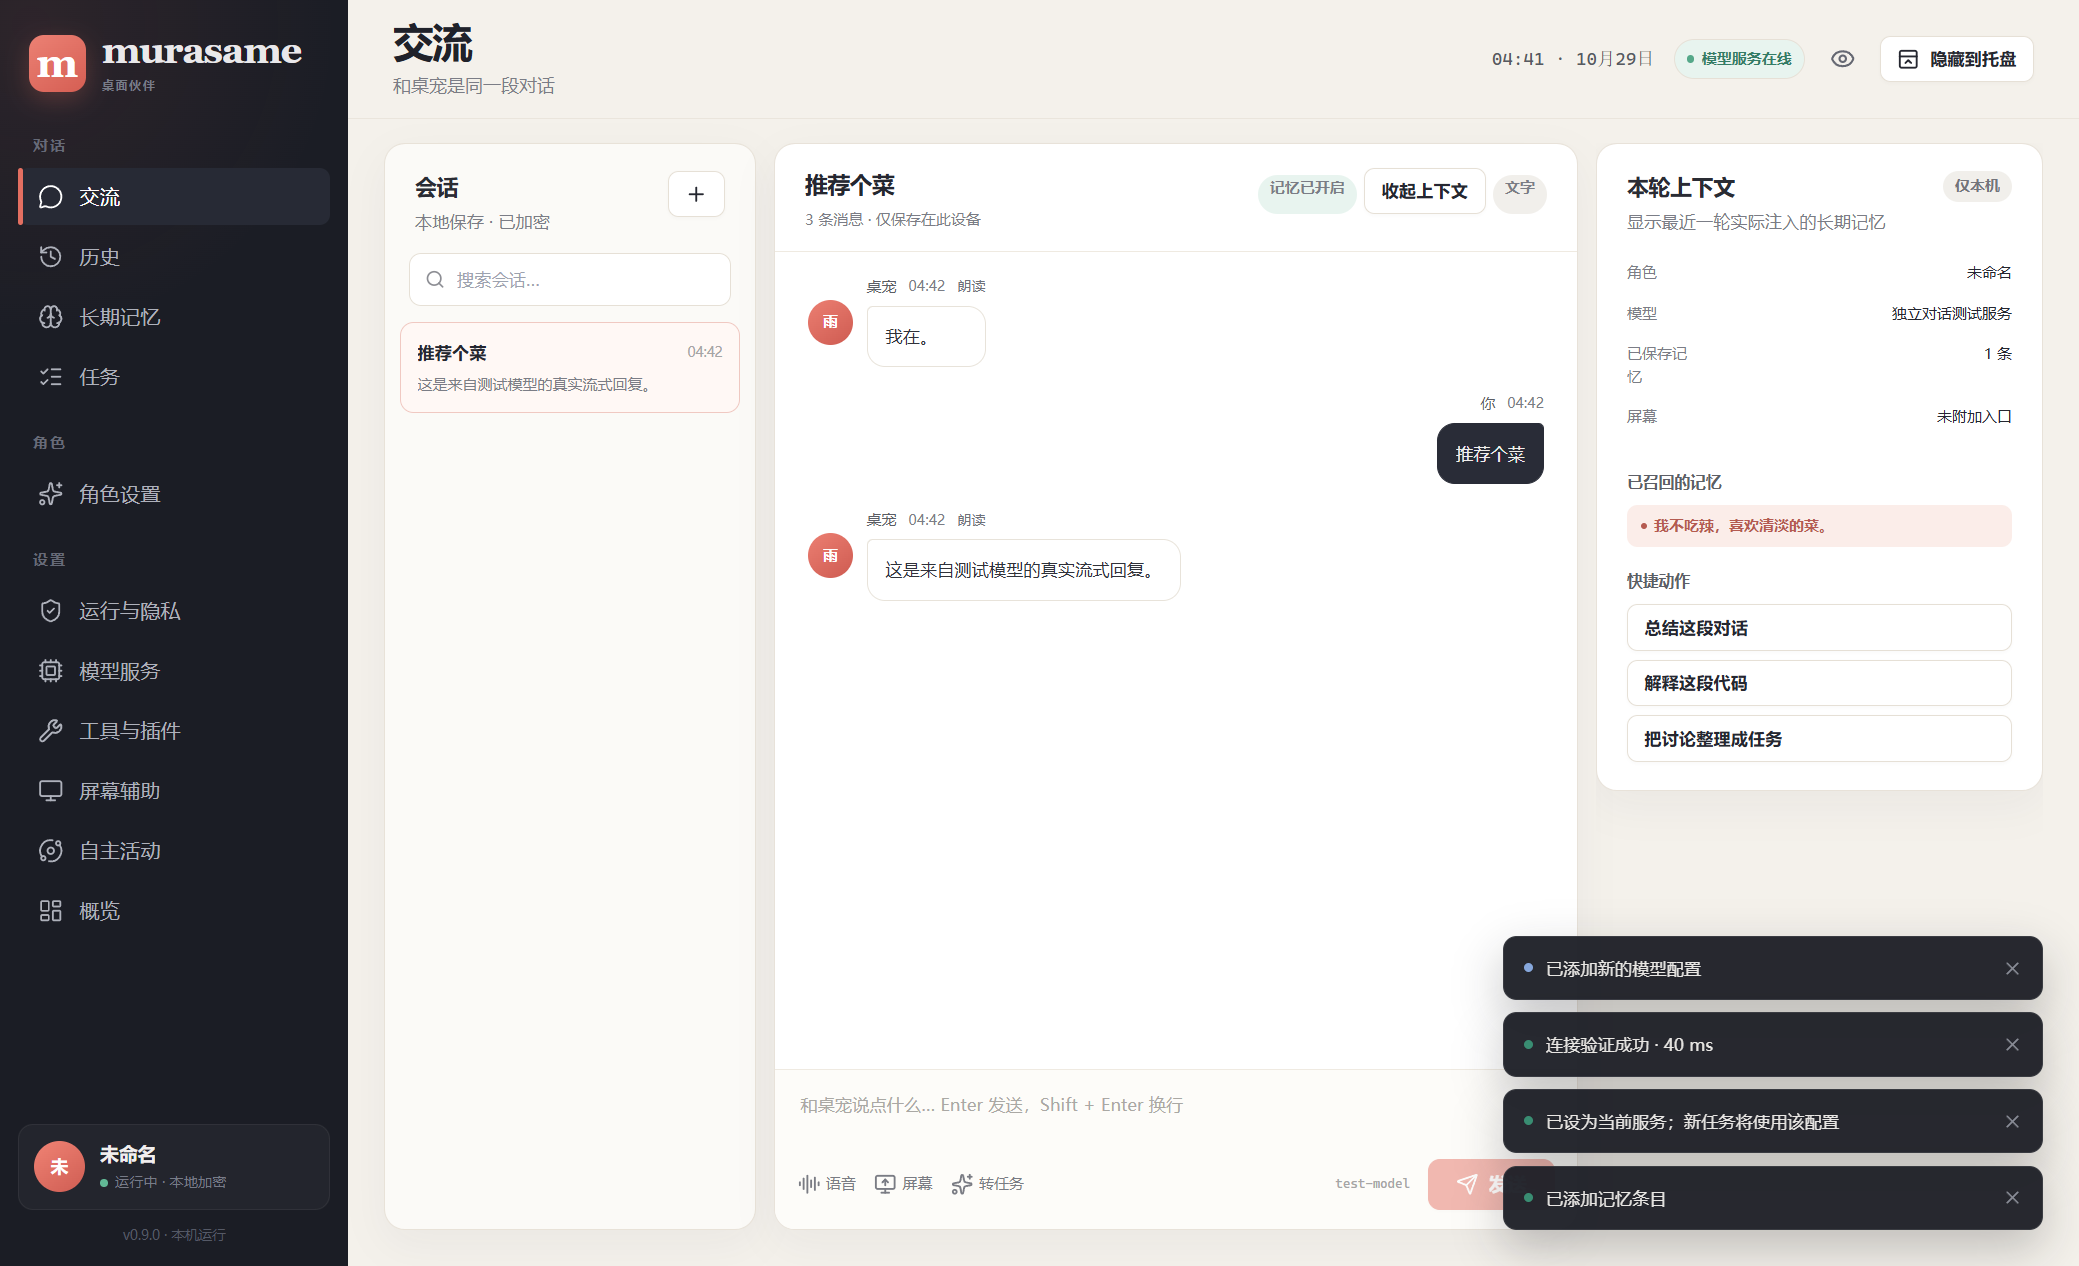 m murasame
桌面伙伴
对话
交流
历史
长期记忆
任务
角色
角色设置
设置
运行与隐私
模型服务
工具与插件
屏幕辅助
自主活动
概览
未
未命名
运行中 · 本地加密
v0.9.0 · 本机运行
交流
和桌宠是同一段对话
04:41 · 10月29日
模型服务在线
隐藏到托盘
会话
本地保存 · 已加密
搜索会话...
推荐个菜 04:42
这是来自测试模型的真实流式回复。
推荐个菜
3 条消息 · 仅保存在此设备
记忆已开启
收起上下文
文字
桌宠 04:42 朗读
雨
我在。
你 04:42
推荐个菜
桌宠 04:42 朗读
雨
这是来自测试模型的真实流式回复。
和桌宠说点什么... Enter 发送，Shift + Enter 换行
语音
屏幕
转任务
test-model
发
本轮上下文
仅本机
显示最近一轮实际注入的长期记忆
角色 未命名
模型 独立对话测试服务
已保存记忆 1 条
屏幕 未附加入口
已召回的记忆
我不吃辣，喜欢清淡的菜。
快捷动作
总结这段对话
解释这段代码
把讨论整理成任务
已添加新的模型配置
连接验证成功 · 40 ms
已设为当前服务；新任务将使用该配置
已添加记忆条目